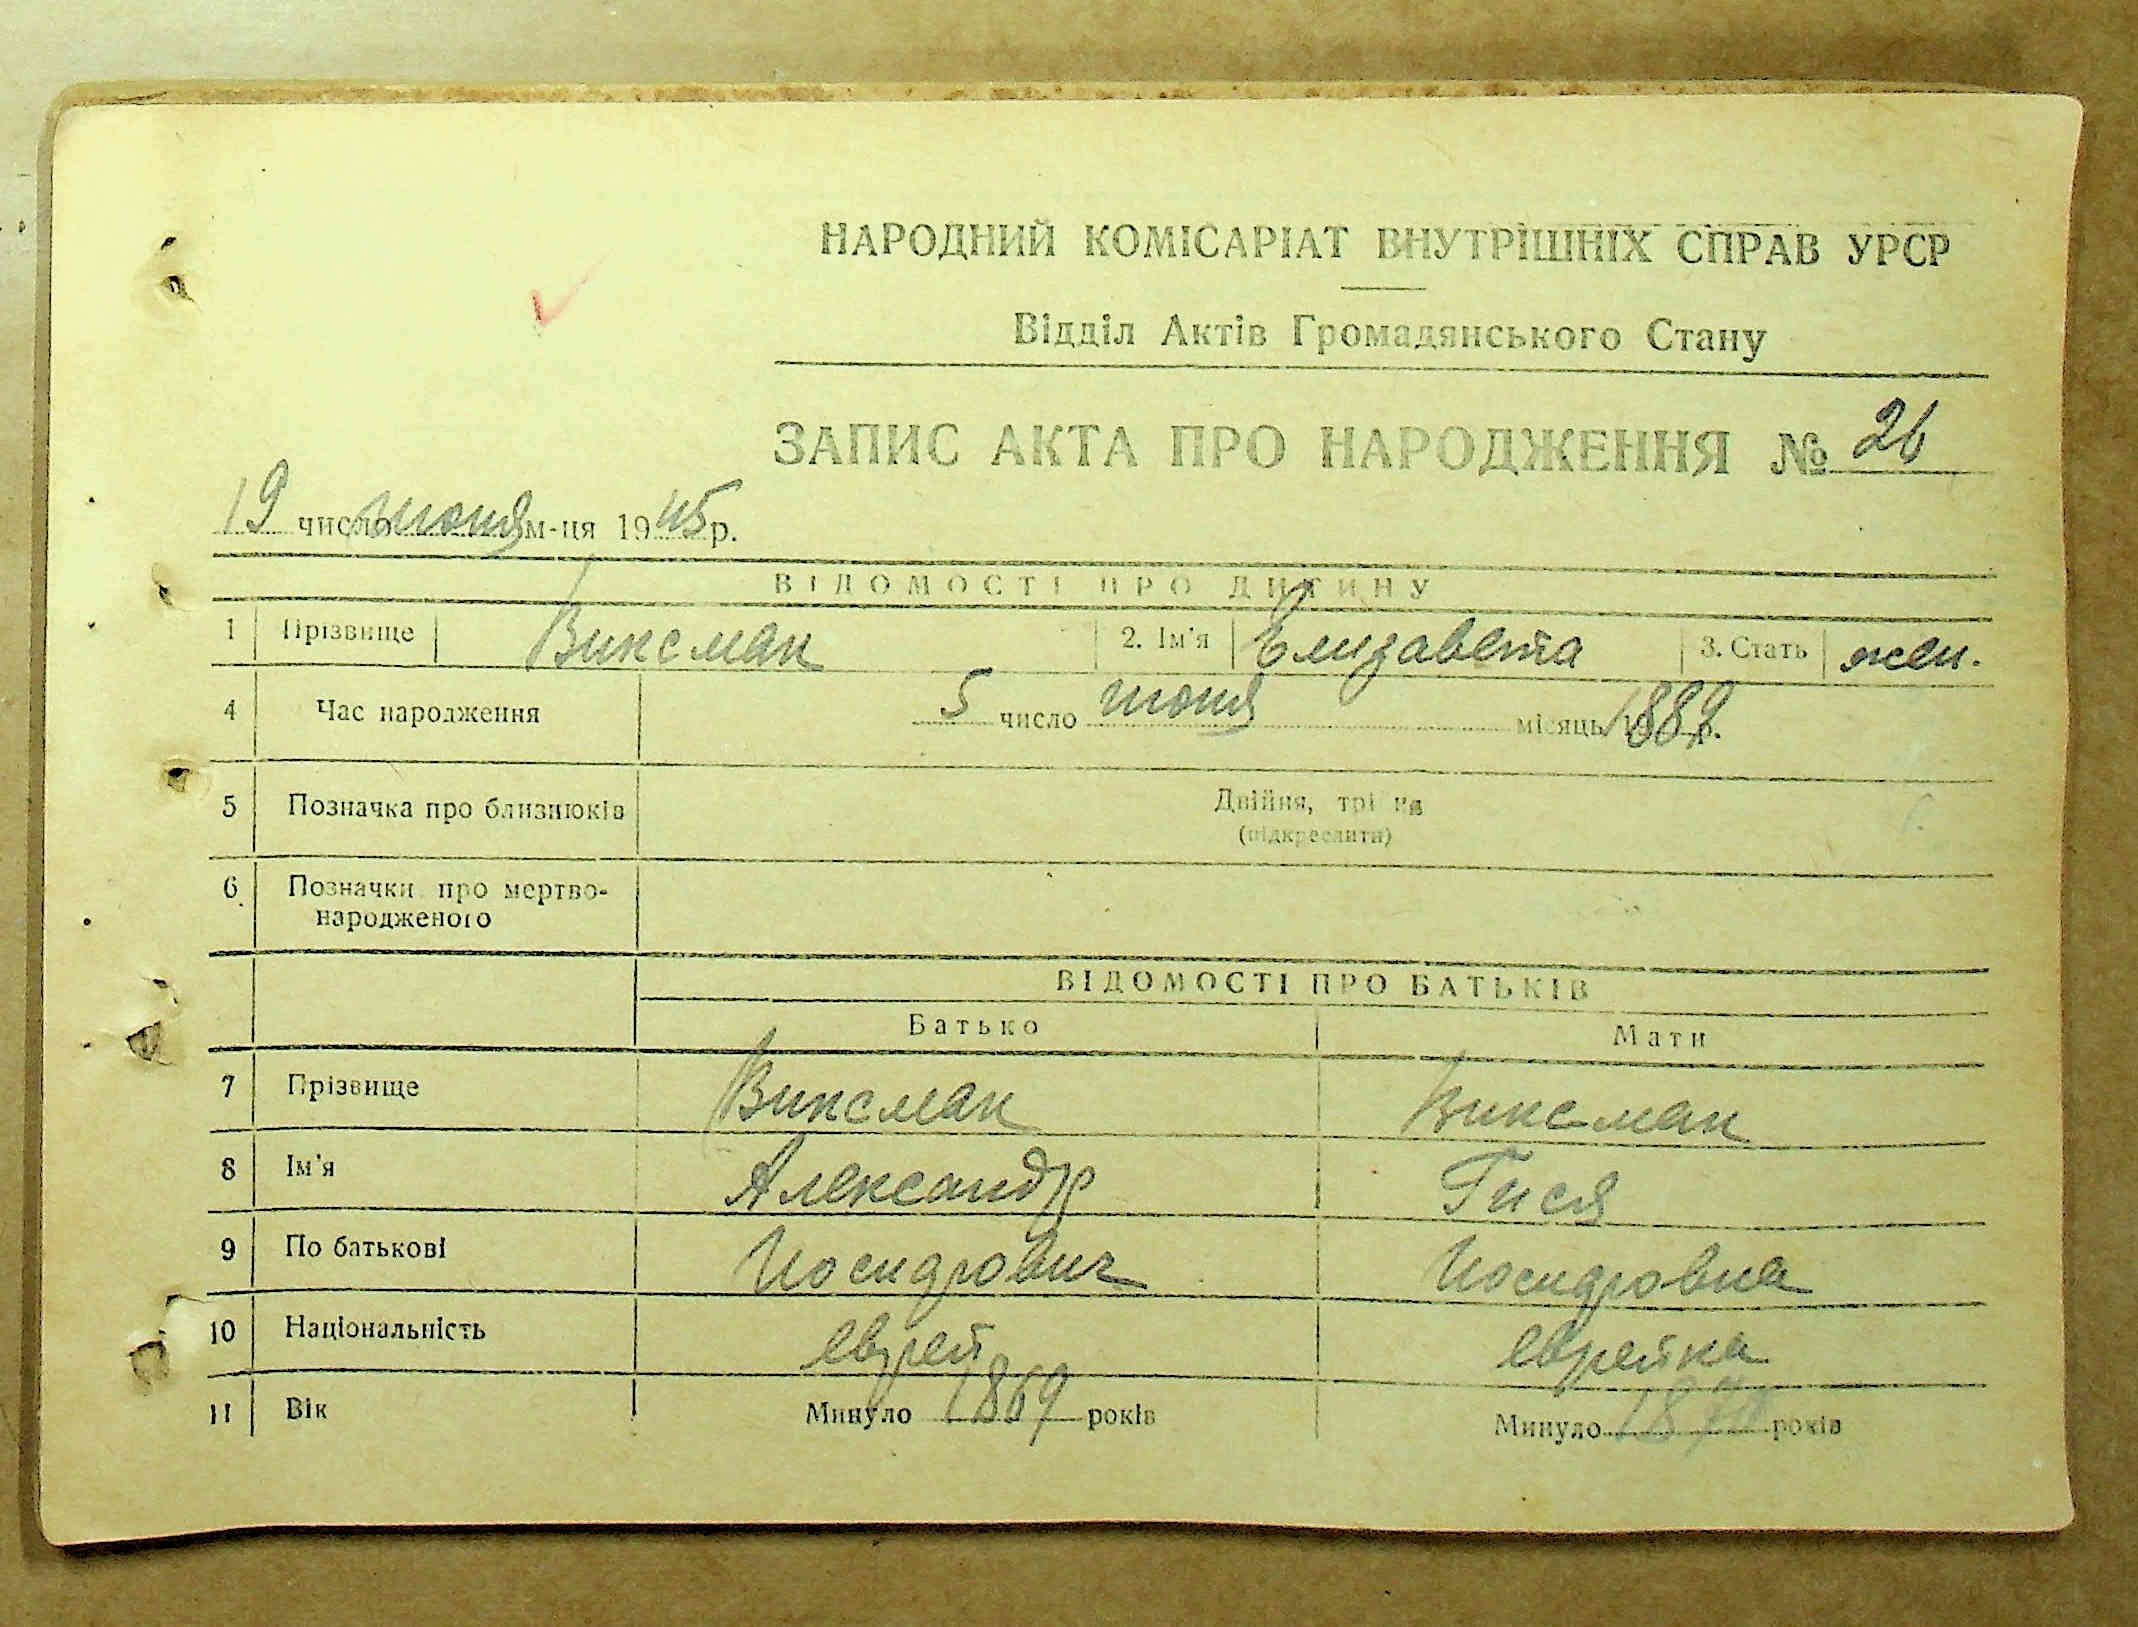 НАРОДНИЙ КОМІСАРІАТ ВНУТРІШНІХ СПРАВ УРСР
Відділ Актів Громадянського Стану
ЗАПИС АКТА ПРО НАРОДЖЕННЯ № 26
19 число июня м-ця 1945 р.
ВІДОМОСТІ ПРО ДИТИНУ
1 Прізвище Виксман 2. Ім'я Елизавета 3. Стать жен.
4 Час народження 5 число июня місяць 1889 р.
5 Позначка про близнюків Двійня, трійня
(підкреслити)
6 Позначки про мертво-
народженого
ВІДОМОСТІ ПРО БАТЬКІВ
Батько Мати
7 Прізвище Виксман Виксман
8 Ім'я Александр Гися
9 По батькові Иосифович Иосифовна
10 Національність еврей еврейка
11 Вік Минуло 1869 років Минуло років